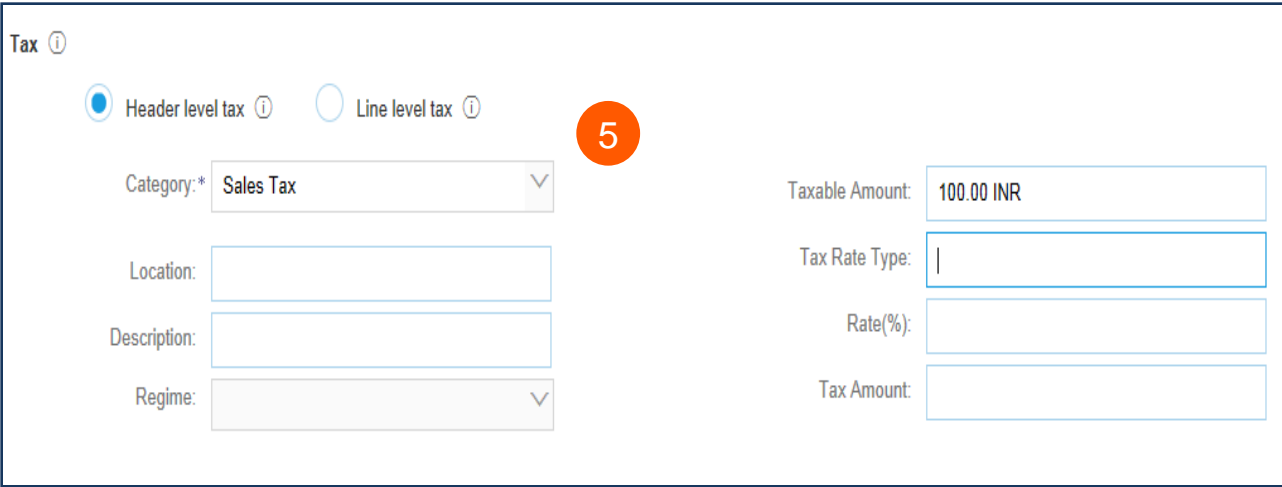 Tax
Header level tax Line level tax
5
Category:* Sales Tax
Location:
Description:
Regime:
Taxable Amount: 100.00 INR
Tax Rate Type:
Rate(%):
Tax Amount: